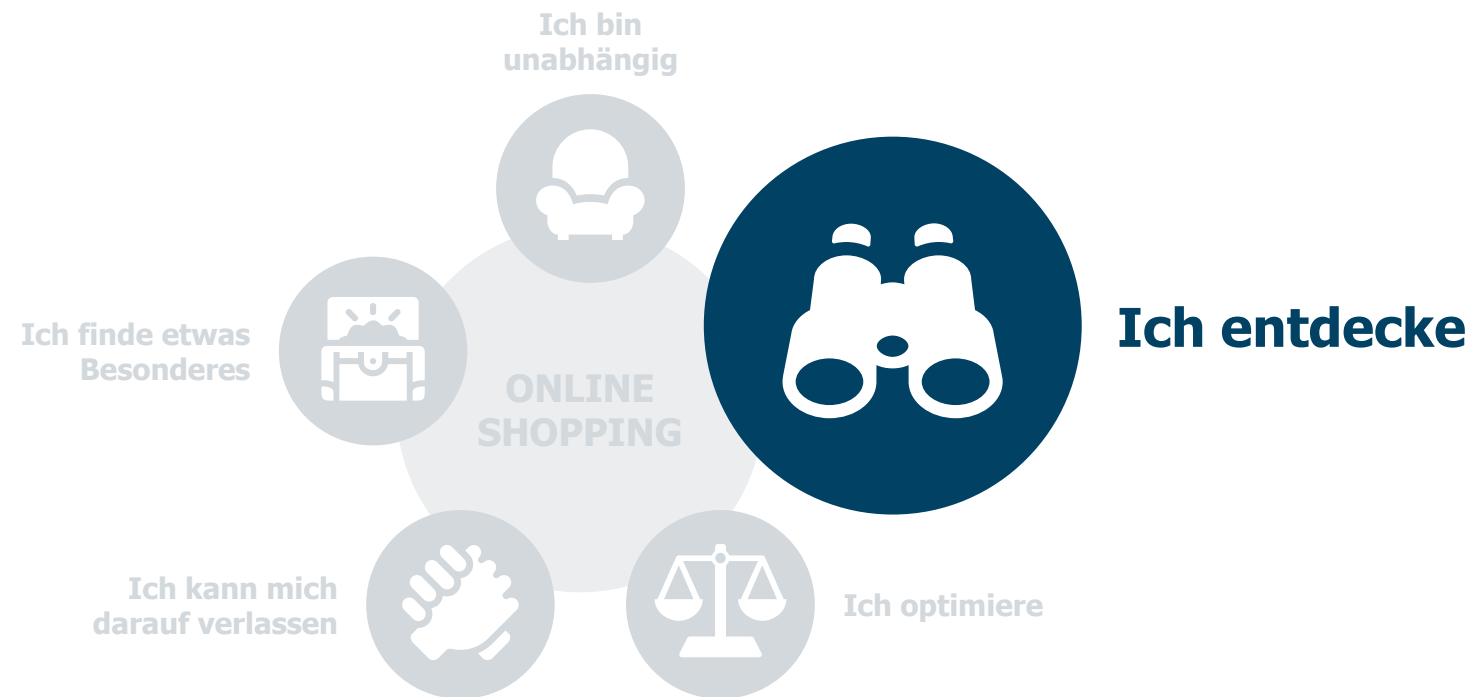 Ich bin
unabhängig
Ich entdecke
Ich finde etwas
Besonderes
ONLINE
SHOPPING
Ich kann mich
darauf verlassen
Ich optimiere